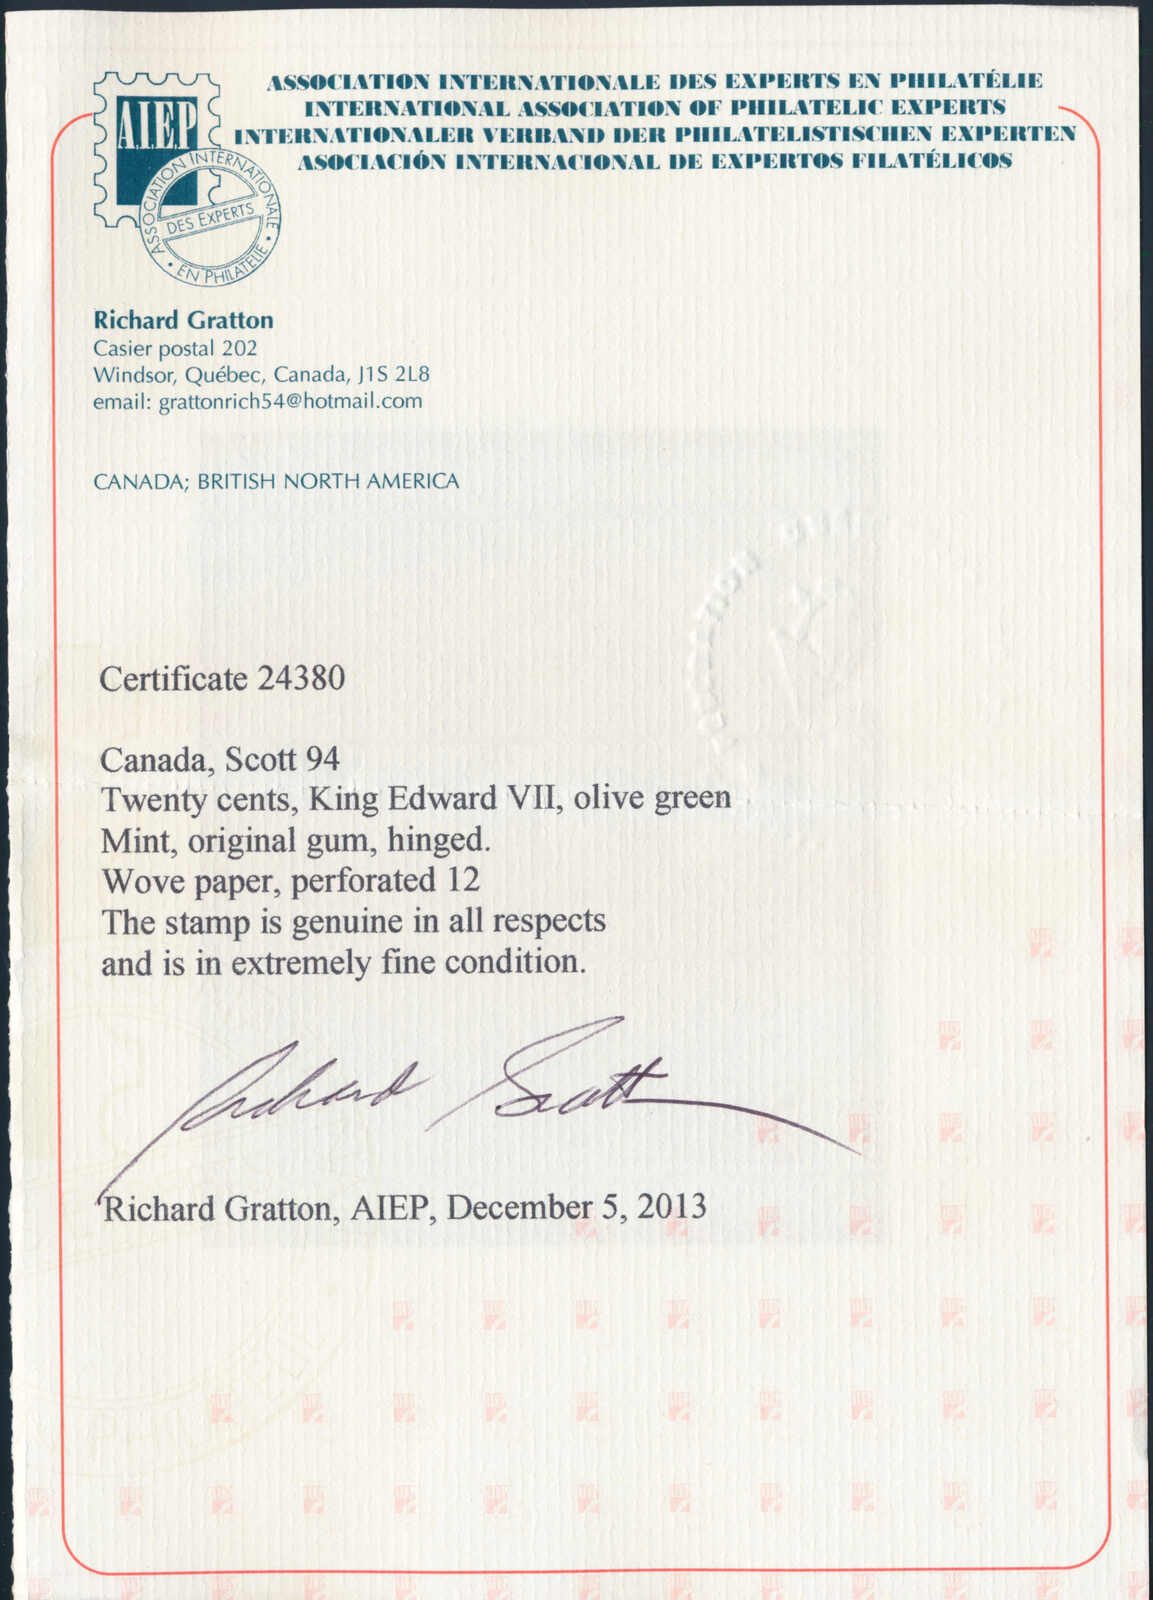 ASSOCIATION INTERNATIONALE DES EXPERTS EN PHILATÉLIE
INTERNATIONAL ASSOCIATION OF PHILATELIC EXPERTS
INTERNATIONALER VERBAND DER PHILATELISTISCHEN EXPERTEN
ASOCIACIÓN INTERNACIONAL DE EXPERTOS FILATÉLICOS
A.I.E.P
ASSOCIATION INTERNATIONALE
DES EXPERTS
• EN PHILATELIE •
Richard Gratton
Casier postal 202
Windsor, Québec, Canada, J1S 2L8
email: grattonrich54@hotmail.com
CANADA; BRITISH NORTH AMERICA
Certificate 24380
Canada, Scott 94
Twenty cents, King Edward VII, olive green
Mint, original gum, hinged.
Wove paper, perforated 12
The stamp is genuine in all respects
and is in extremely fine condition.
Richard Gratton, AIEP, December 5, 2013